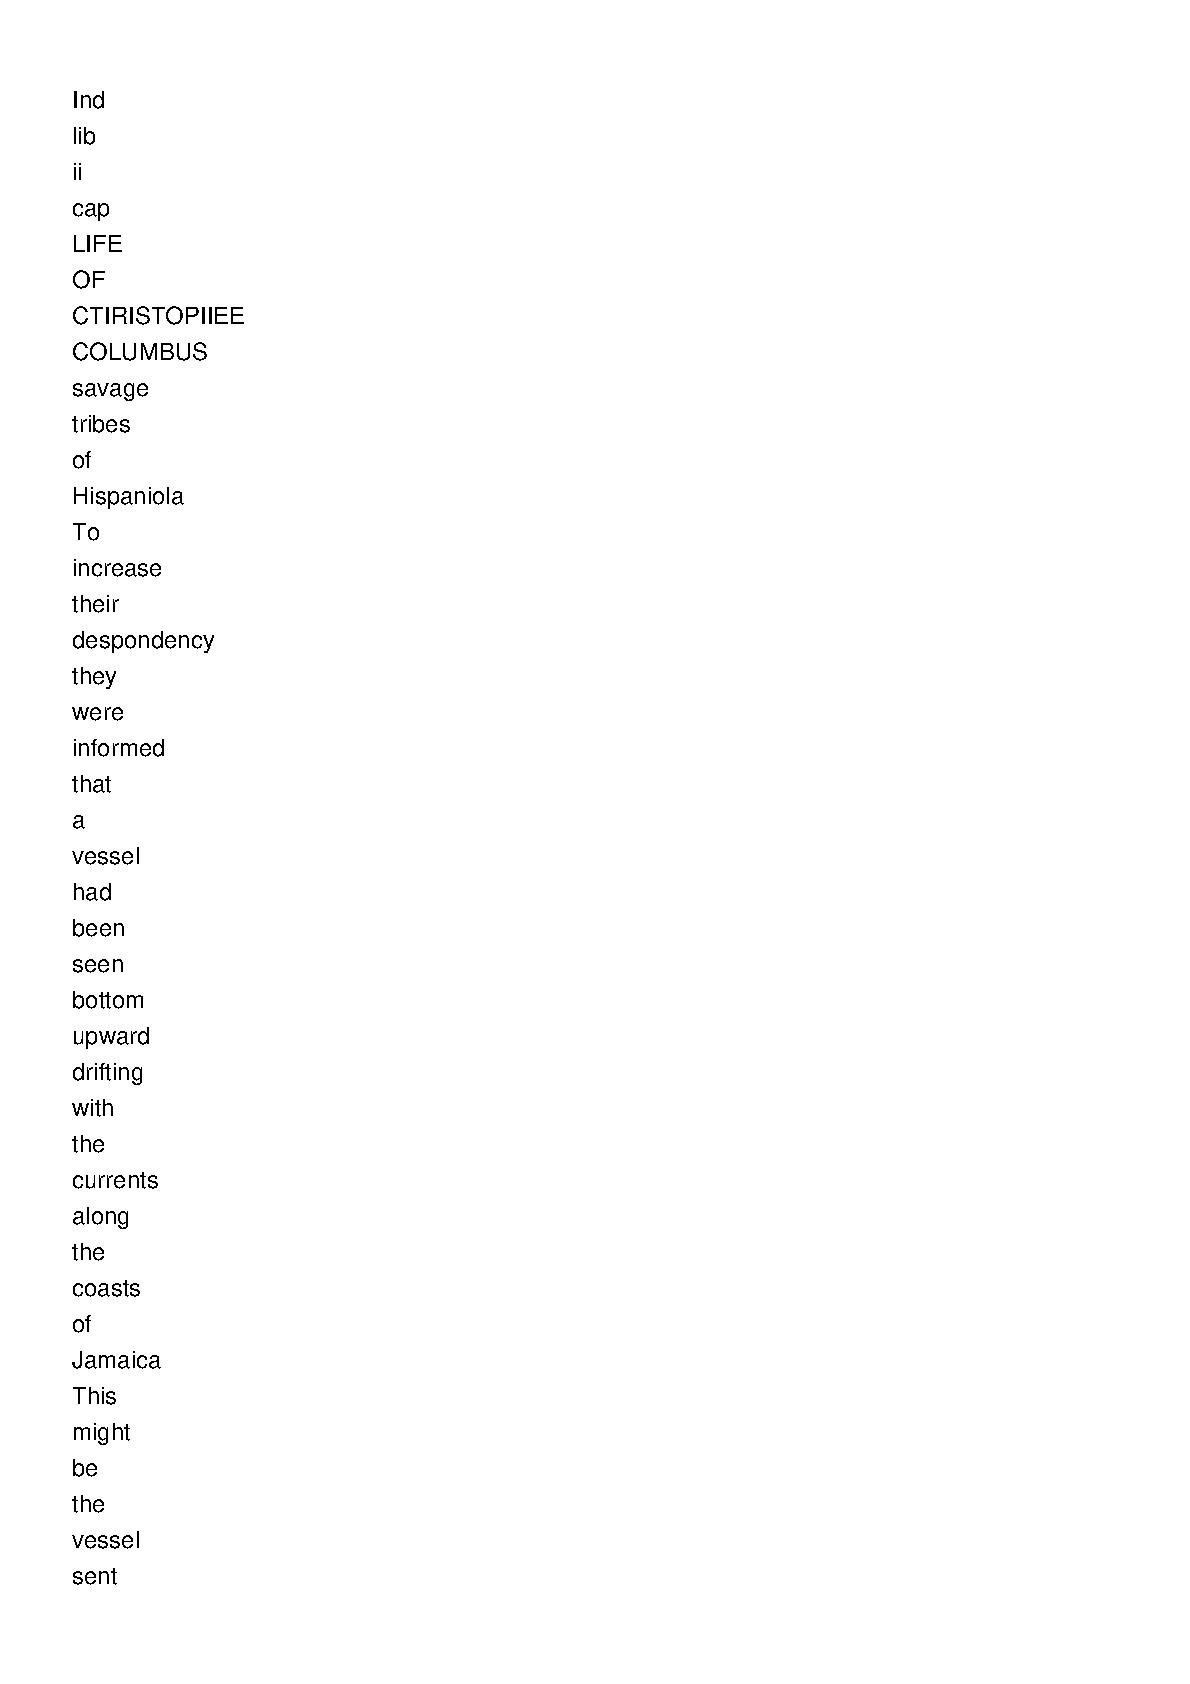 Ind
lib
ii
cap
LIFE
OF
CTIRISTOPIIEE
COLUMBUS
savage
tribes
of
Hispaniola
To
increase
their
despondency
they
were
informed
that
a
vessel
had
been
seen
bottom
upward
drifting
with
the
currents
along
the
coasts
of
Jamaica
This
might
be
the
vessel
sent